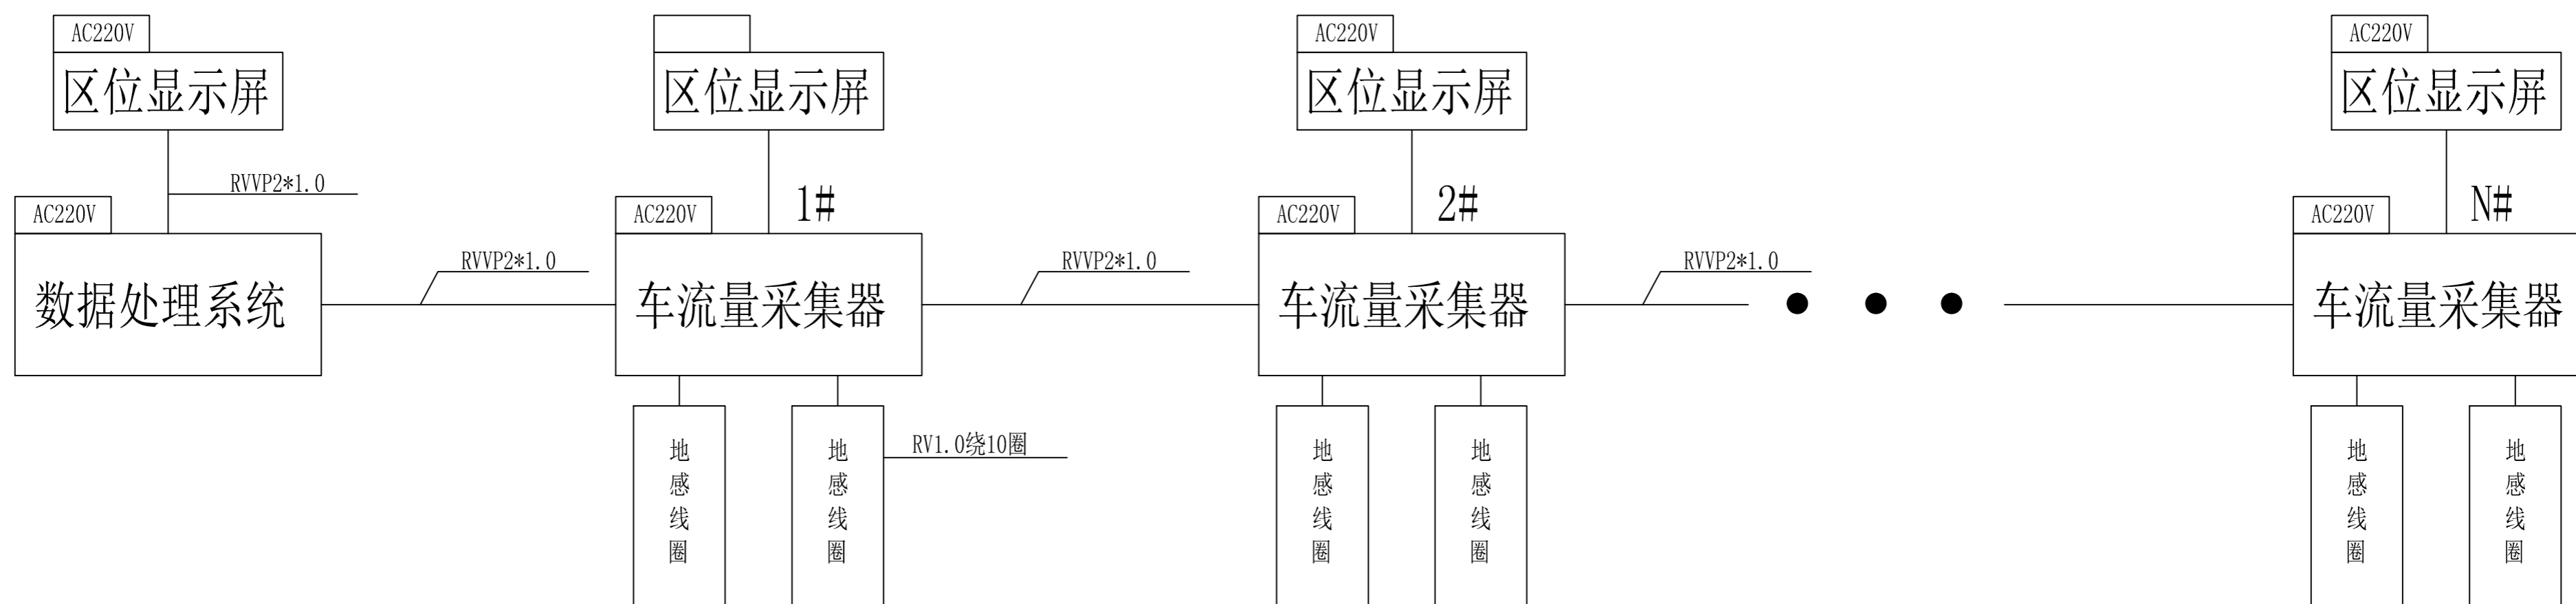 AC220V
AC220V
AC220V
区位显示屏
区位显示屏
区位显示屏
区位显示屏
RVVP2*1.0
1#
2#
N#
AC220V
AC220V
AC220V
AC220V
RVVP2*1.0
RVVP2*1.0
RVVP2*1.0
数据处理系统
车流量采集器
车流量采集器
车流量采集器
RV1.0绕10圈
地感线圈
地感线圈
地感线圈
地感线圈
地感线圈
地感线圈